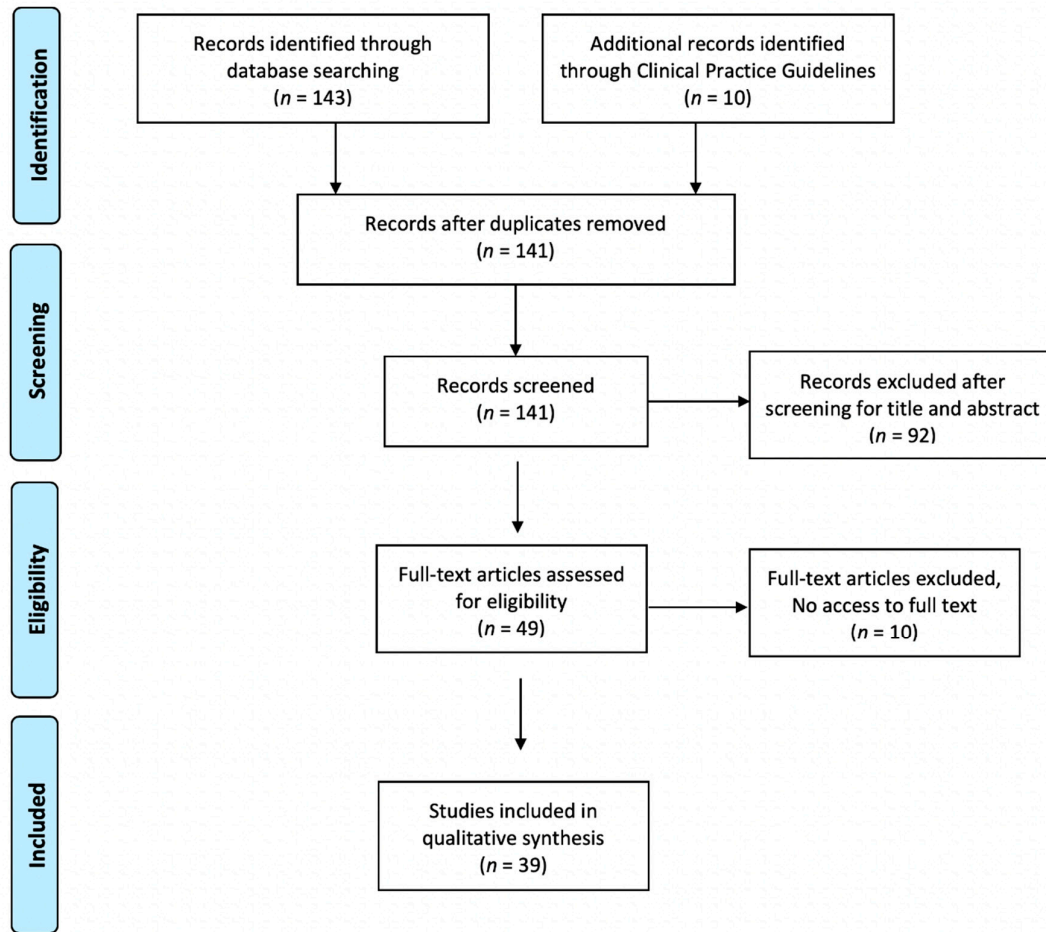 Identification
Records identified through
database searching
(n = 143)
Additional records identified
through Clinical Practice Guidelines
(n = 10)
Records after duplicates removed
(n = 141)
Screening
Records screened
(n = 141)
Records excluded after
screening for title and abstract
(n = 92)
Eligibility
Full-text articles assessed
for eligibility
(n = 49)
Full-text articles excluded,
No access to full text
(n = 10)
Included
Studies included in
qualitative synthesis
(n = 39)